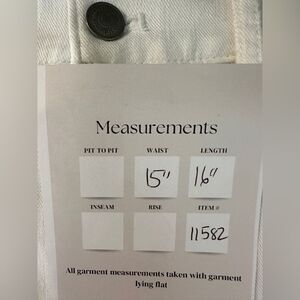 Measurements
PIT TO PIT WAIST LENGTH
15" 16"
INSEAM RISE ITEM #
11582
All garment measurements taken with garment
lying flat